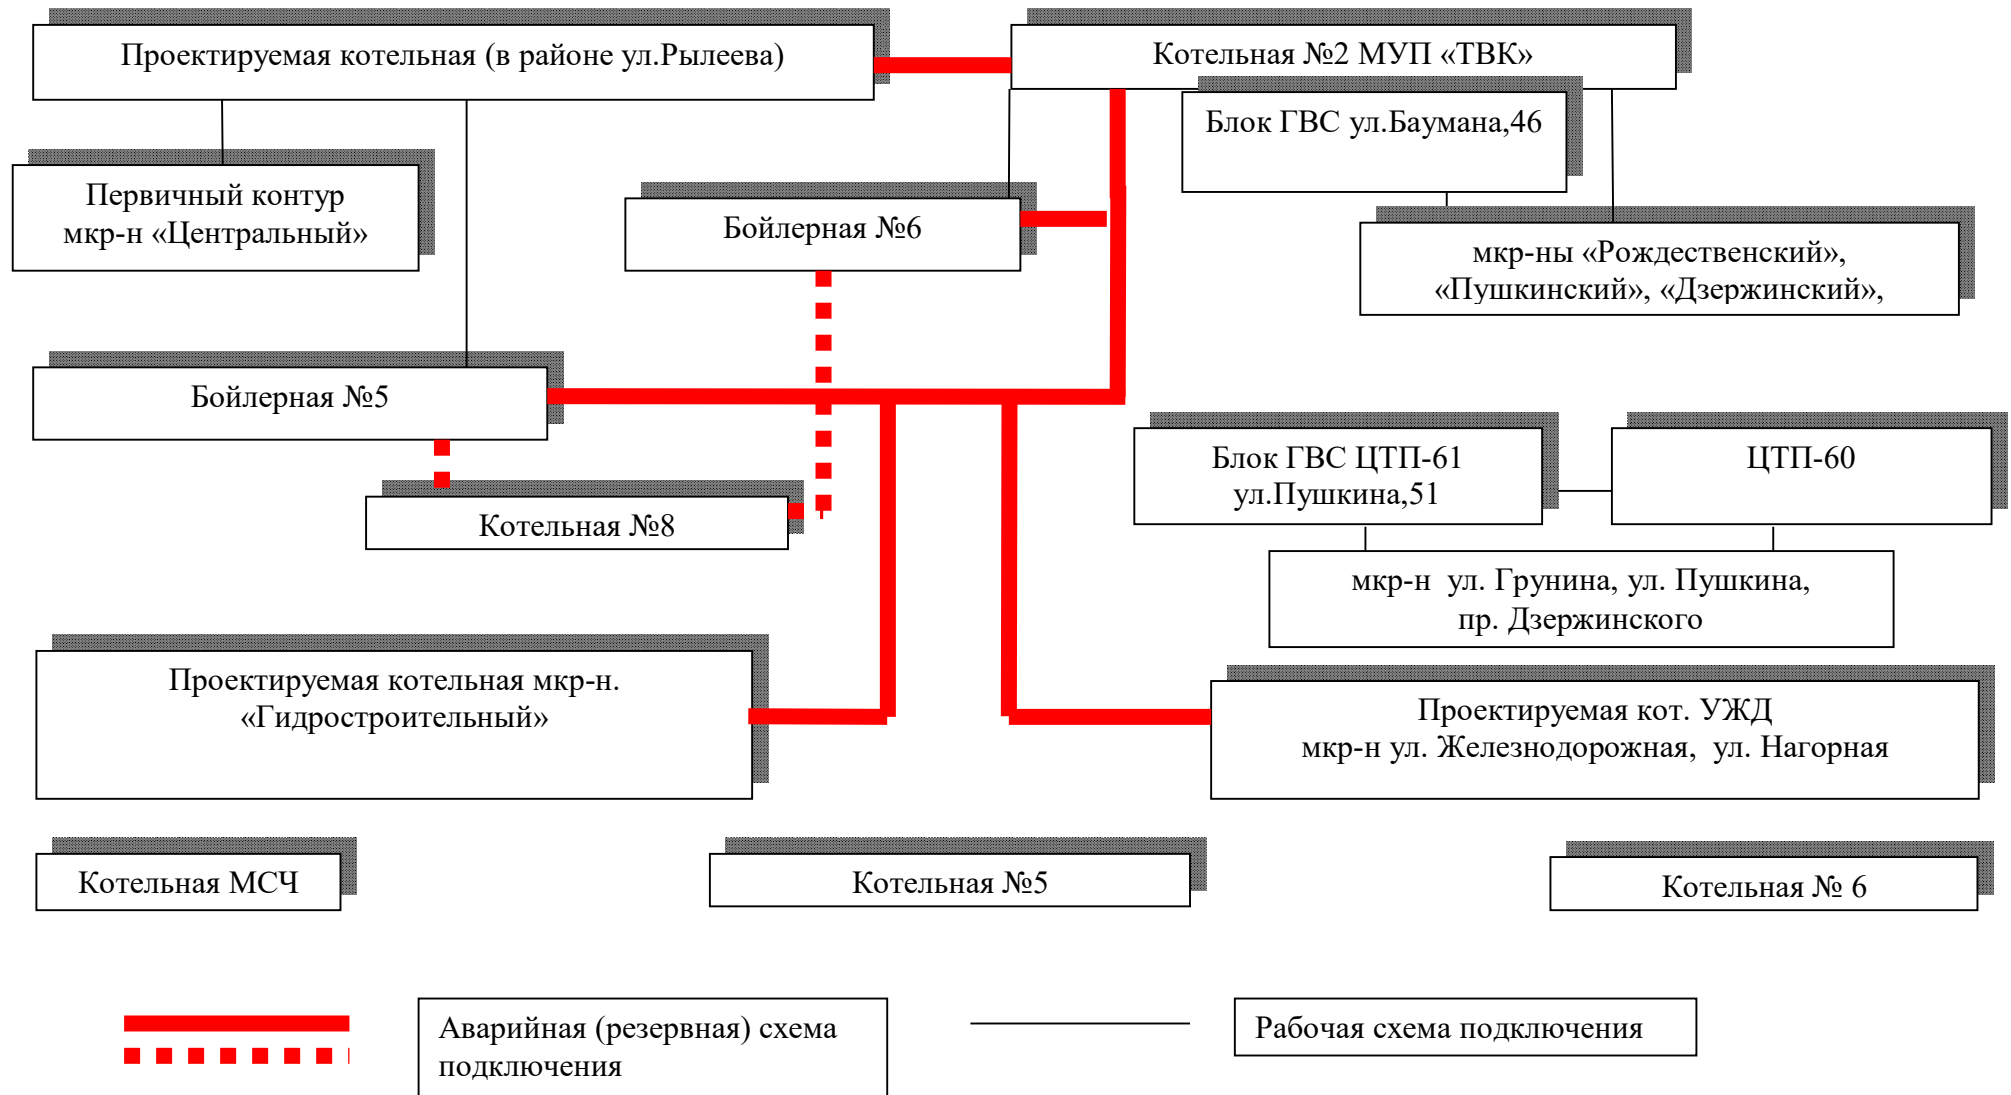 Проектируемая котельная (в районе ул.Рылеева)
Котельная №2 МУП «ТВК»
Блок ГВС ул.Баумана,46
Первичный контур
мкр-н «Центральный»
Бойлерная №6
мкр-ны «Рождественский»,
«Пушкинский», «Дзержинский»,
Бойлерная №5
Блок ГВС ЦТП-61
ул.Пушкина,51
ЦТП-60
Котельная №8
мкр-н ул. Грунина, ул. Пушкина,
пр. Дзержинского
Проектируемая котельная мкр-н.
«Гидростроительный»
Проектируемая кот. УЖД
мкр-н ул. Железнодорожная, ул. Нагорная
Котельная МСЧ
Котельная №5
Котельная № 6
Аварийная (резервная) схема
подключения
Рабочая схема подключения